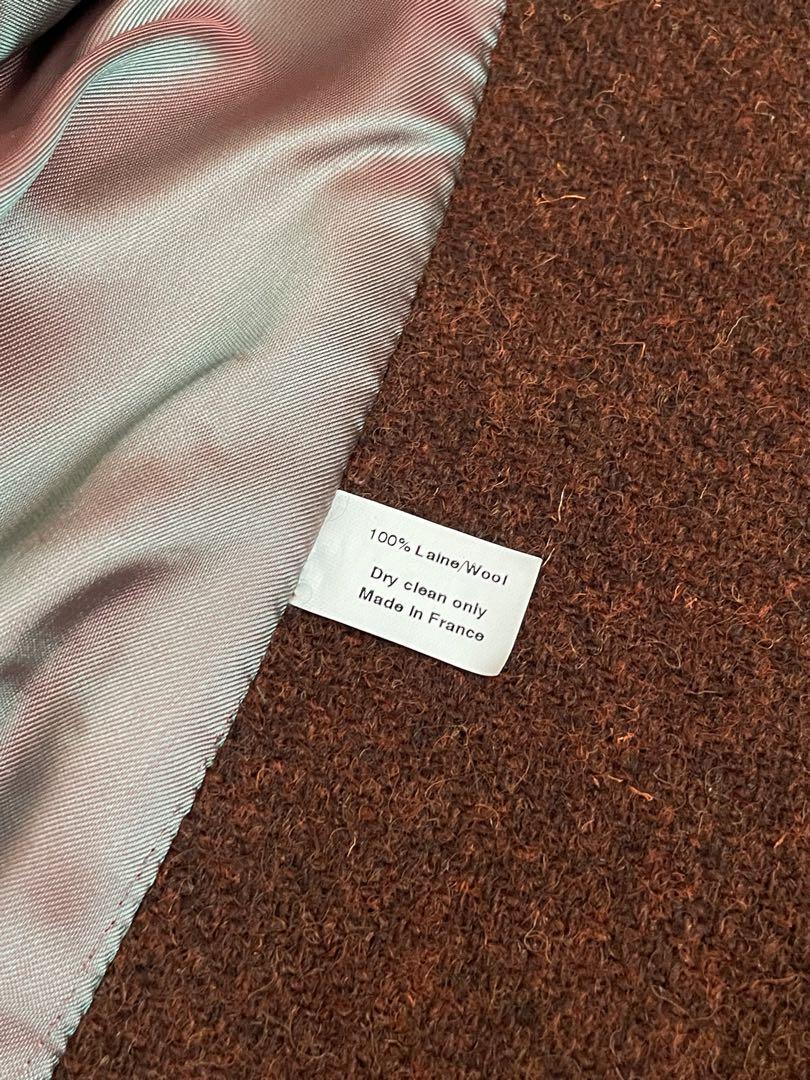 100% Laine/Wool
Dry clean only
Made In France